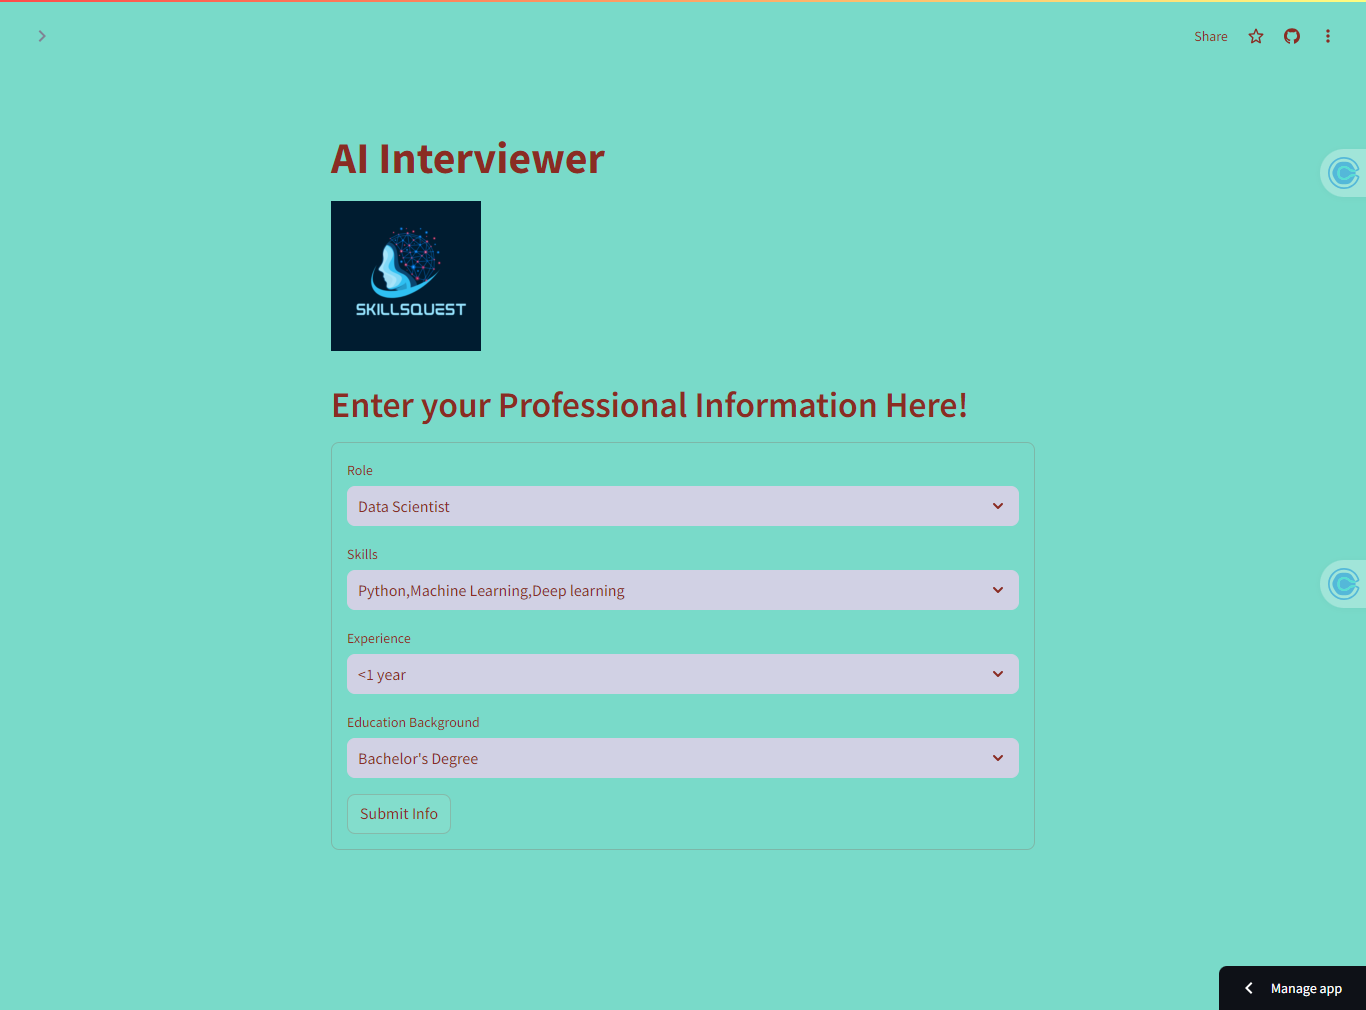 Share
AI Interviewer
SKILLSQUEST
Enter your Professional Information Here!
Role
Data Scientist
Skills
Python,Machine Learning,Deep learning
Experience
<1 year
Education Background
Bachelor's Degree
Submit Info
Manage app